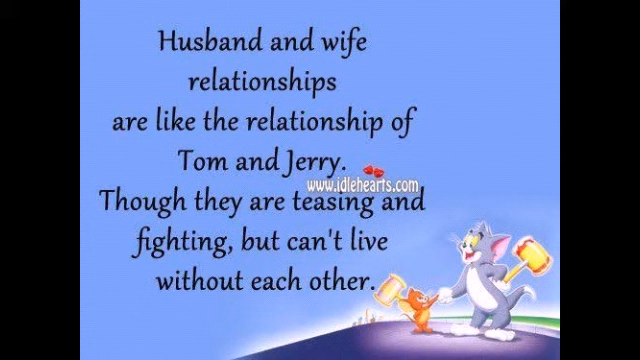 Husband and wife
relationships
are like the relationship of
Tom and Jerry.
www.idlehearts.com
Though they are teasing and
fighting, but can't live
without each other.